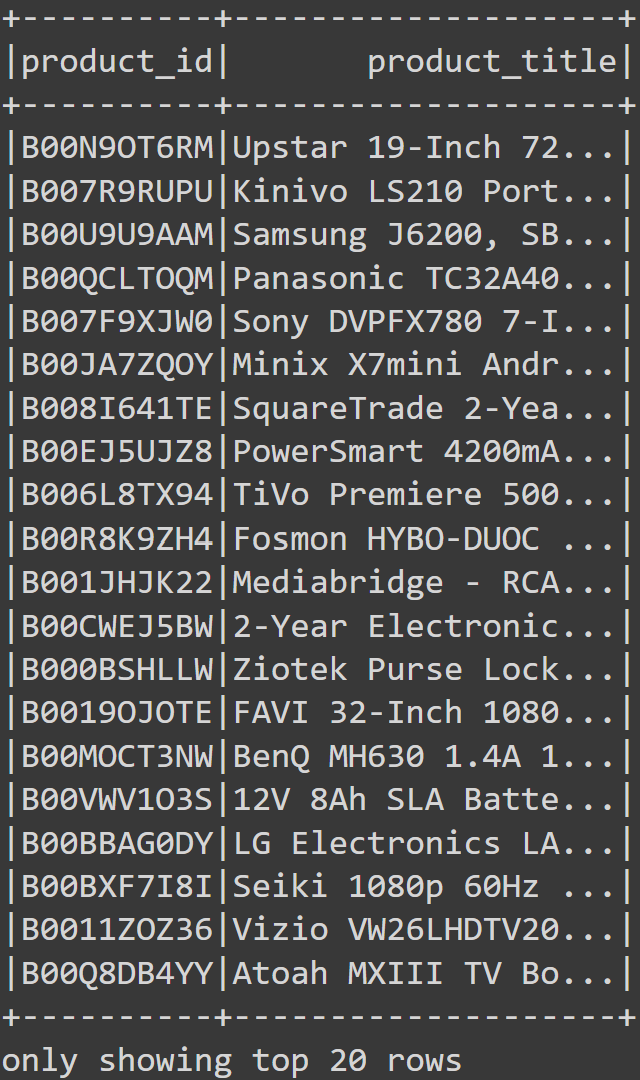 +----------+--------------------+
|product_id|       product_title|
+----------+--------------------+
|B00N9OT6RM|Upstar 19-Inch 72...|
|B007R9RUPU|Kinivo LS210 Port...|
|B00U9U9AAM|Samsung J6200, SB...|
|B00QCLTOQM|Panasonic TC32A40...|
|B007F9XJW0|Sony DVPFX780 7-I...|
|B00JA7ZQOY|Minix X7mini Andr...|
|B008I641TE|SquareTrade 2-Yea...|
|B00EJ5UJZ8|PowerSmart 4200mA...|
|B006L8TX94|TiVo Premiere 500...|
|B00R8K9ZH4|Fosmon HYBO-DUOC ...|
|B001JHJK22|Mediabridge - RCA...|
|B00CWEJ5BW|2-Year Electronic...|
|B000BSHLLW|Ziotek Purse Lock...|
|B0019OJOTE|FAVI 32-Inch 1080...|
|B00MOCT3NW|BenQ MH630 1.4A 1...|
|B00VWV1O3S|12V 8Ah SLA Batte...|
|B00BBAG0DY|LG Electronics LA...|
|B00BXF7I8I|Seiki 1080p 60Hz ...|
|B0011ZOZ36|Vizio VW26LHDTV20...|
|B00Q8DB4YY|Atoah MXIII TV Bo...|
+----------+--------------------+
only showing top 20 rows